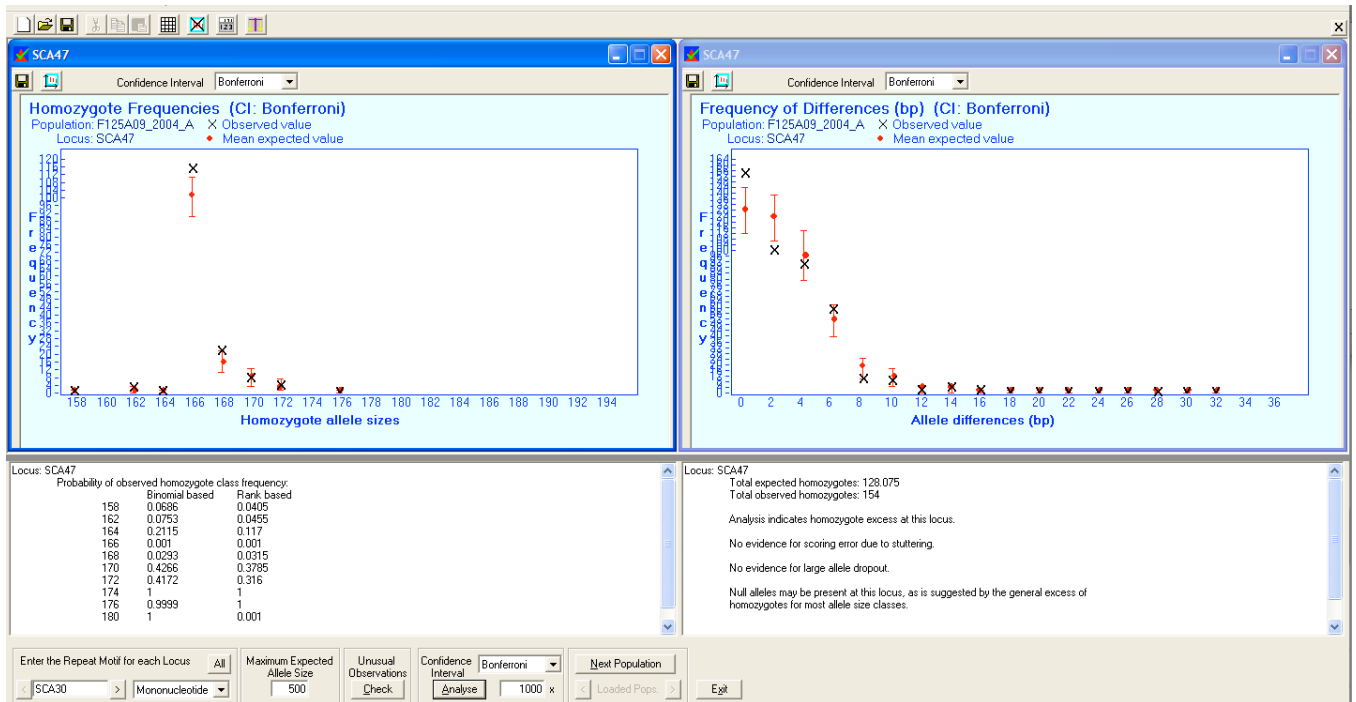 SCA47
Confidence Interval Bonferroni
Homozygote Frequencies (CI: Bonferroni)
Population: F125A09_2004_A X Observed value
Locus: SCA47 Mean expected value
Frequency
158 160 162 164 166 168 170 172 174 176 178 180 182 184 186 188 190 192 194
Homozygote allele sizes
SCA47
Confidence Interval Bonferroni
Frequency of Differences (bp) (CI: Bonferroni)
Population: F125A09_2004_A X Observed value
Locus: SCA47 Mean expected value
Frequency
0 2 4 6 8 10 12 14 16 18 20 22 24 26 28 30 32 34 36
Allele differences (bp)
Locus: SCA47
Probability of observed homozygote class frequency:
Binomial based Rank based
158 0.0686 0.0405
162 0.0753 0.0455
164 0.2115 0.117
166 0.001 0.001
168 0.0293 0.0315
170 0.4266 0.3785
172 0.4172 0.316
174 1 1
176 0.9999 1
180 1 0.001
Locus: SCA47
Total expected homozygotes: 128.075
Total observed homozygotes: 154
Analysis indicates homozygote excess at this locus.
No evidence for scoring error due to stuttering.
No evidence for large allele dropout.
Null alleles may be present at this locus, as is suggested by the general excess of
homozygotes for most allele size classes.
Enter the Repeat Motif for each Locus All
< SCA30 > Mononucleotide
Maximum Expected
Allele Size
500
Unusual
Observations
Check
Confidence
Interval
Bonferroni
Analyse 1000 x
Next Population
< Loaded Pops. >
Exit